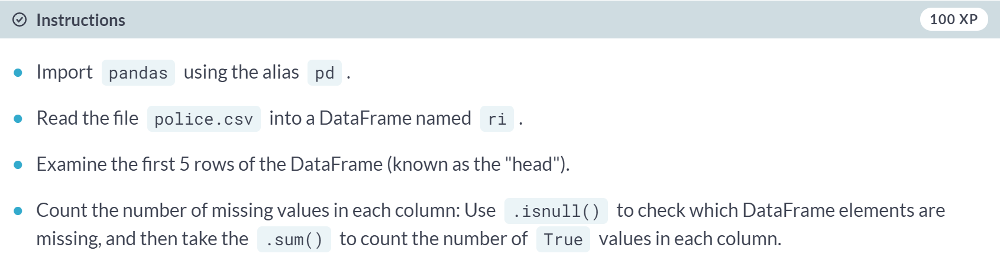 Instructions 100 XP
Import pandas using the alias pd .
Read the file police.csv into a DataFrame named ri .
Examine the first 5 rows of the DataFrame (known as the "head").
Count the number of missing values in each column: Use .isnull() to check which DataFrame elements are
missing, and then take the .sum() to count the number of True values in each column.